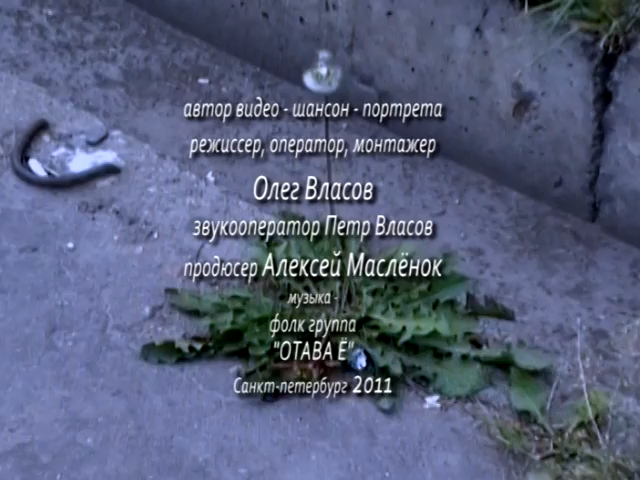 автор видео - шансон - портрета
режиссер, оператор, монтажер
Олег Власов
звукооператор Петр Власов
продюсер Алексей Маслёнок
музыка -
фолк группа
"ОТАВА Ё"
Санкт-петербург 2011